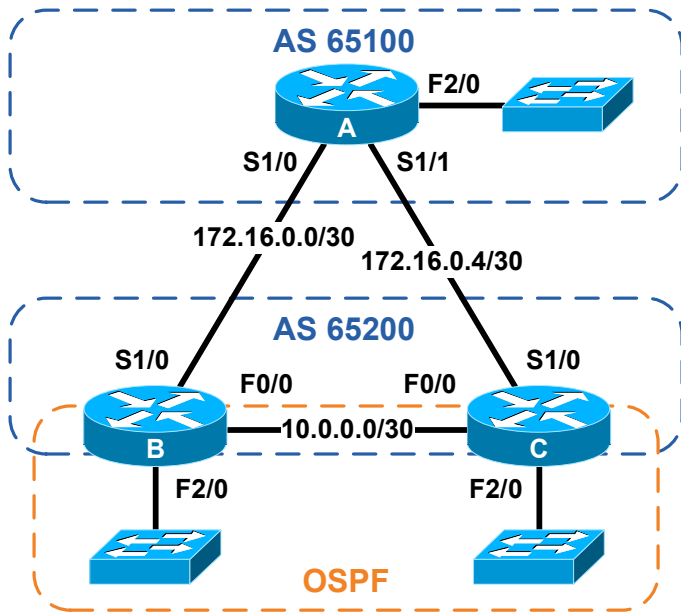 AS 65100
F2/0
A
S1/0
S1/1
172.16.0.0/30
172.16.0.4/30
AS 65200
S1/0
S1/0
F0/0
F0/0
10.0.0.0/30
B
C
F2/0
F2/0
OSPF